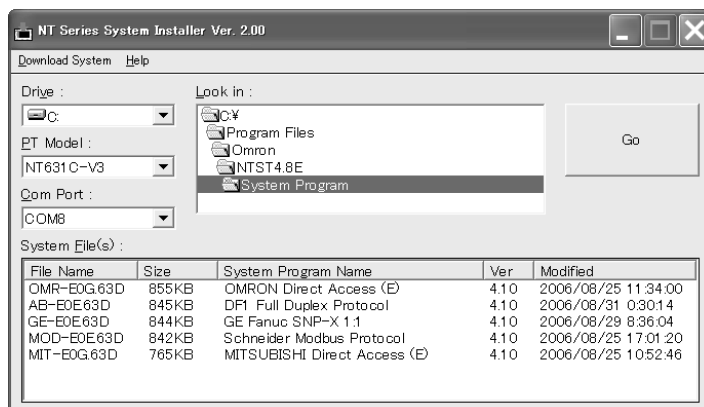 NT Series System Installer Ver. 2.00
Download System Help
Drive :
C:
PT Model :
NT631C-V3
Com Port :
COM8
Look in :
C:¥
Program Files
Omron
NTST4.8E
System Program
Go
System File(s) :
File Name Size System Program Name Ver Modified
OMR-E0G.63D 855KB OMRON Direct Access (E) 4.10 2006/08/25 11:34:00
AB-E0E.63D 845KB DF1 Full Duplex Protocol 4.10 2006/08/31 0:30:14
GE-E0E.63D 844KB GE Fanuc SNP-X 1:1 4.10 2006/08/29 8:36:04
MOD-E0E.63D 842KB Schneider Modbus Protocol 4.10 2006/08/25 17:01:20
MIT-E0G.63D 765KB MITSUBISHI Direct Access (E) 4.10 2006/08/25 10:52:46